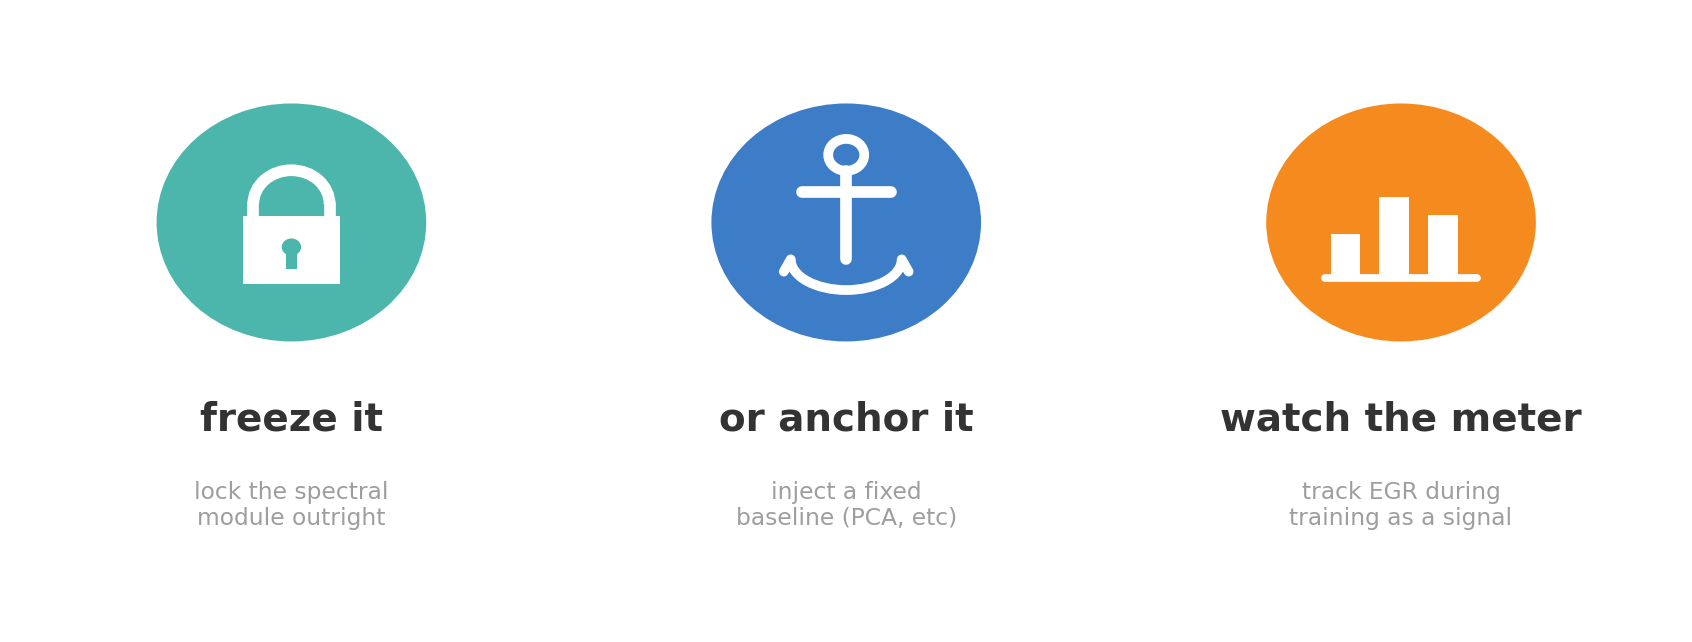 freeze it
lock the spectral
module outright
or anchor it
inject a fixed
baseline (PCA, etc)
watch the meter
track EGR during
training as a signal